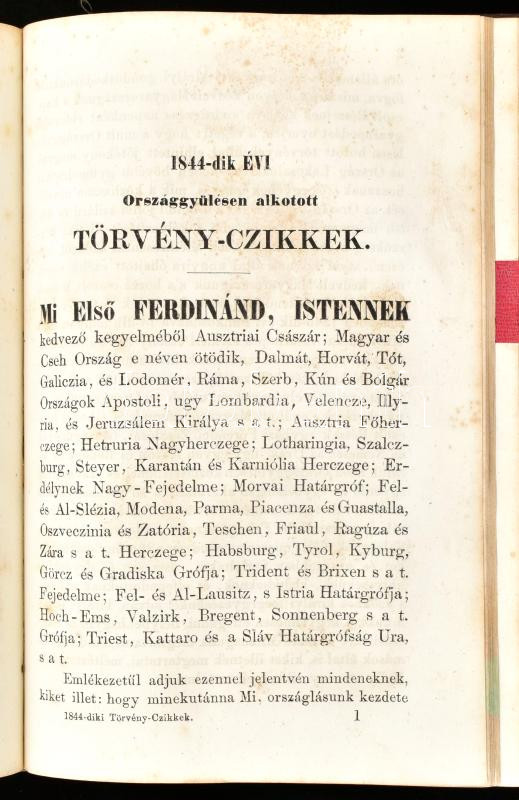 1844-dik ÉVI
Országgyülésen alkotott
TÖRVÉNY-CZIKKEK.
Mi Első FERDINÁND, ISTENNEK
kedvező kegyelméből Ausztriai Császár; Magyar és
Cseh Ország e néven ötödik, Dalmát, Horvát, Tót,
Galiczia, és Lodomér, Ráma, Szerb, Kún és Bolgár
Országok Apostoli, ugy Lombardia, Velencze, Illy-
ria, és Jeruzsálem Királya s a t.; Ausztria Főher-
czege; Hetruria Nagyherczege; Lotharingia, Szalcz-
burg, Steyer, Karantán és Karniólia Herczege; Er-
délynek Nagy-Fejedelme; Morvai Határgróf; Fel-
és Al-Slézia, Modena, Parma, Piacenza és Guastalla,
Oszveczinia és Zatória, Teschen, Friaul, Ragúza és
Zára s a t. Herczege; Habsburg, Tyrol, Kyburg,
Görcz és Gradiska Grófja; Trident és Brixen s a t.
Fejedelme; Fel- és Al-Lausitz, s Istria Határgrófja;
Hoch-Ems, Valzirk, Bregent, Sonnenberg s a t.
Grófja; Triest, Kattaro és a Sláv Határgrófság Ura,
s a t.
Emlékezetűl adjuk ezennel jelentvén mindeneknek,
kiket illet: hogy minekutánna Mi, országlásunk kezdete
1844-diki Törvény-Czikkek. 1